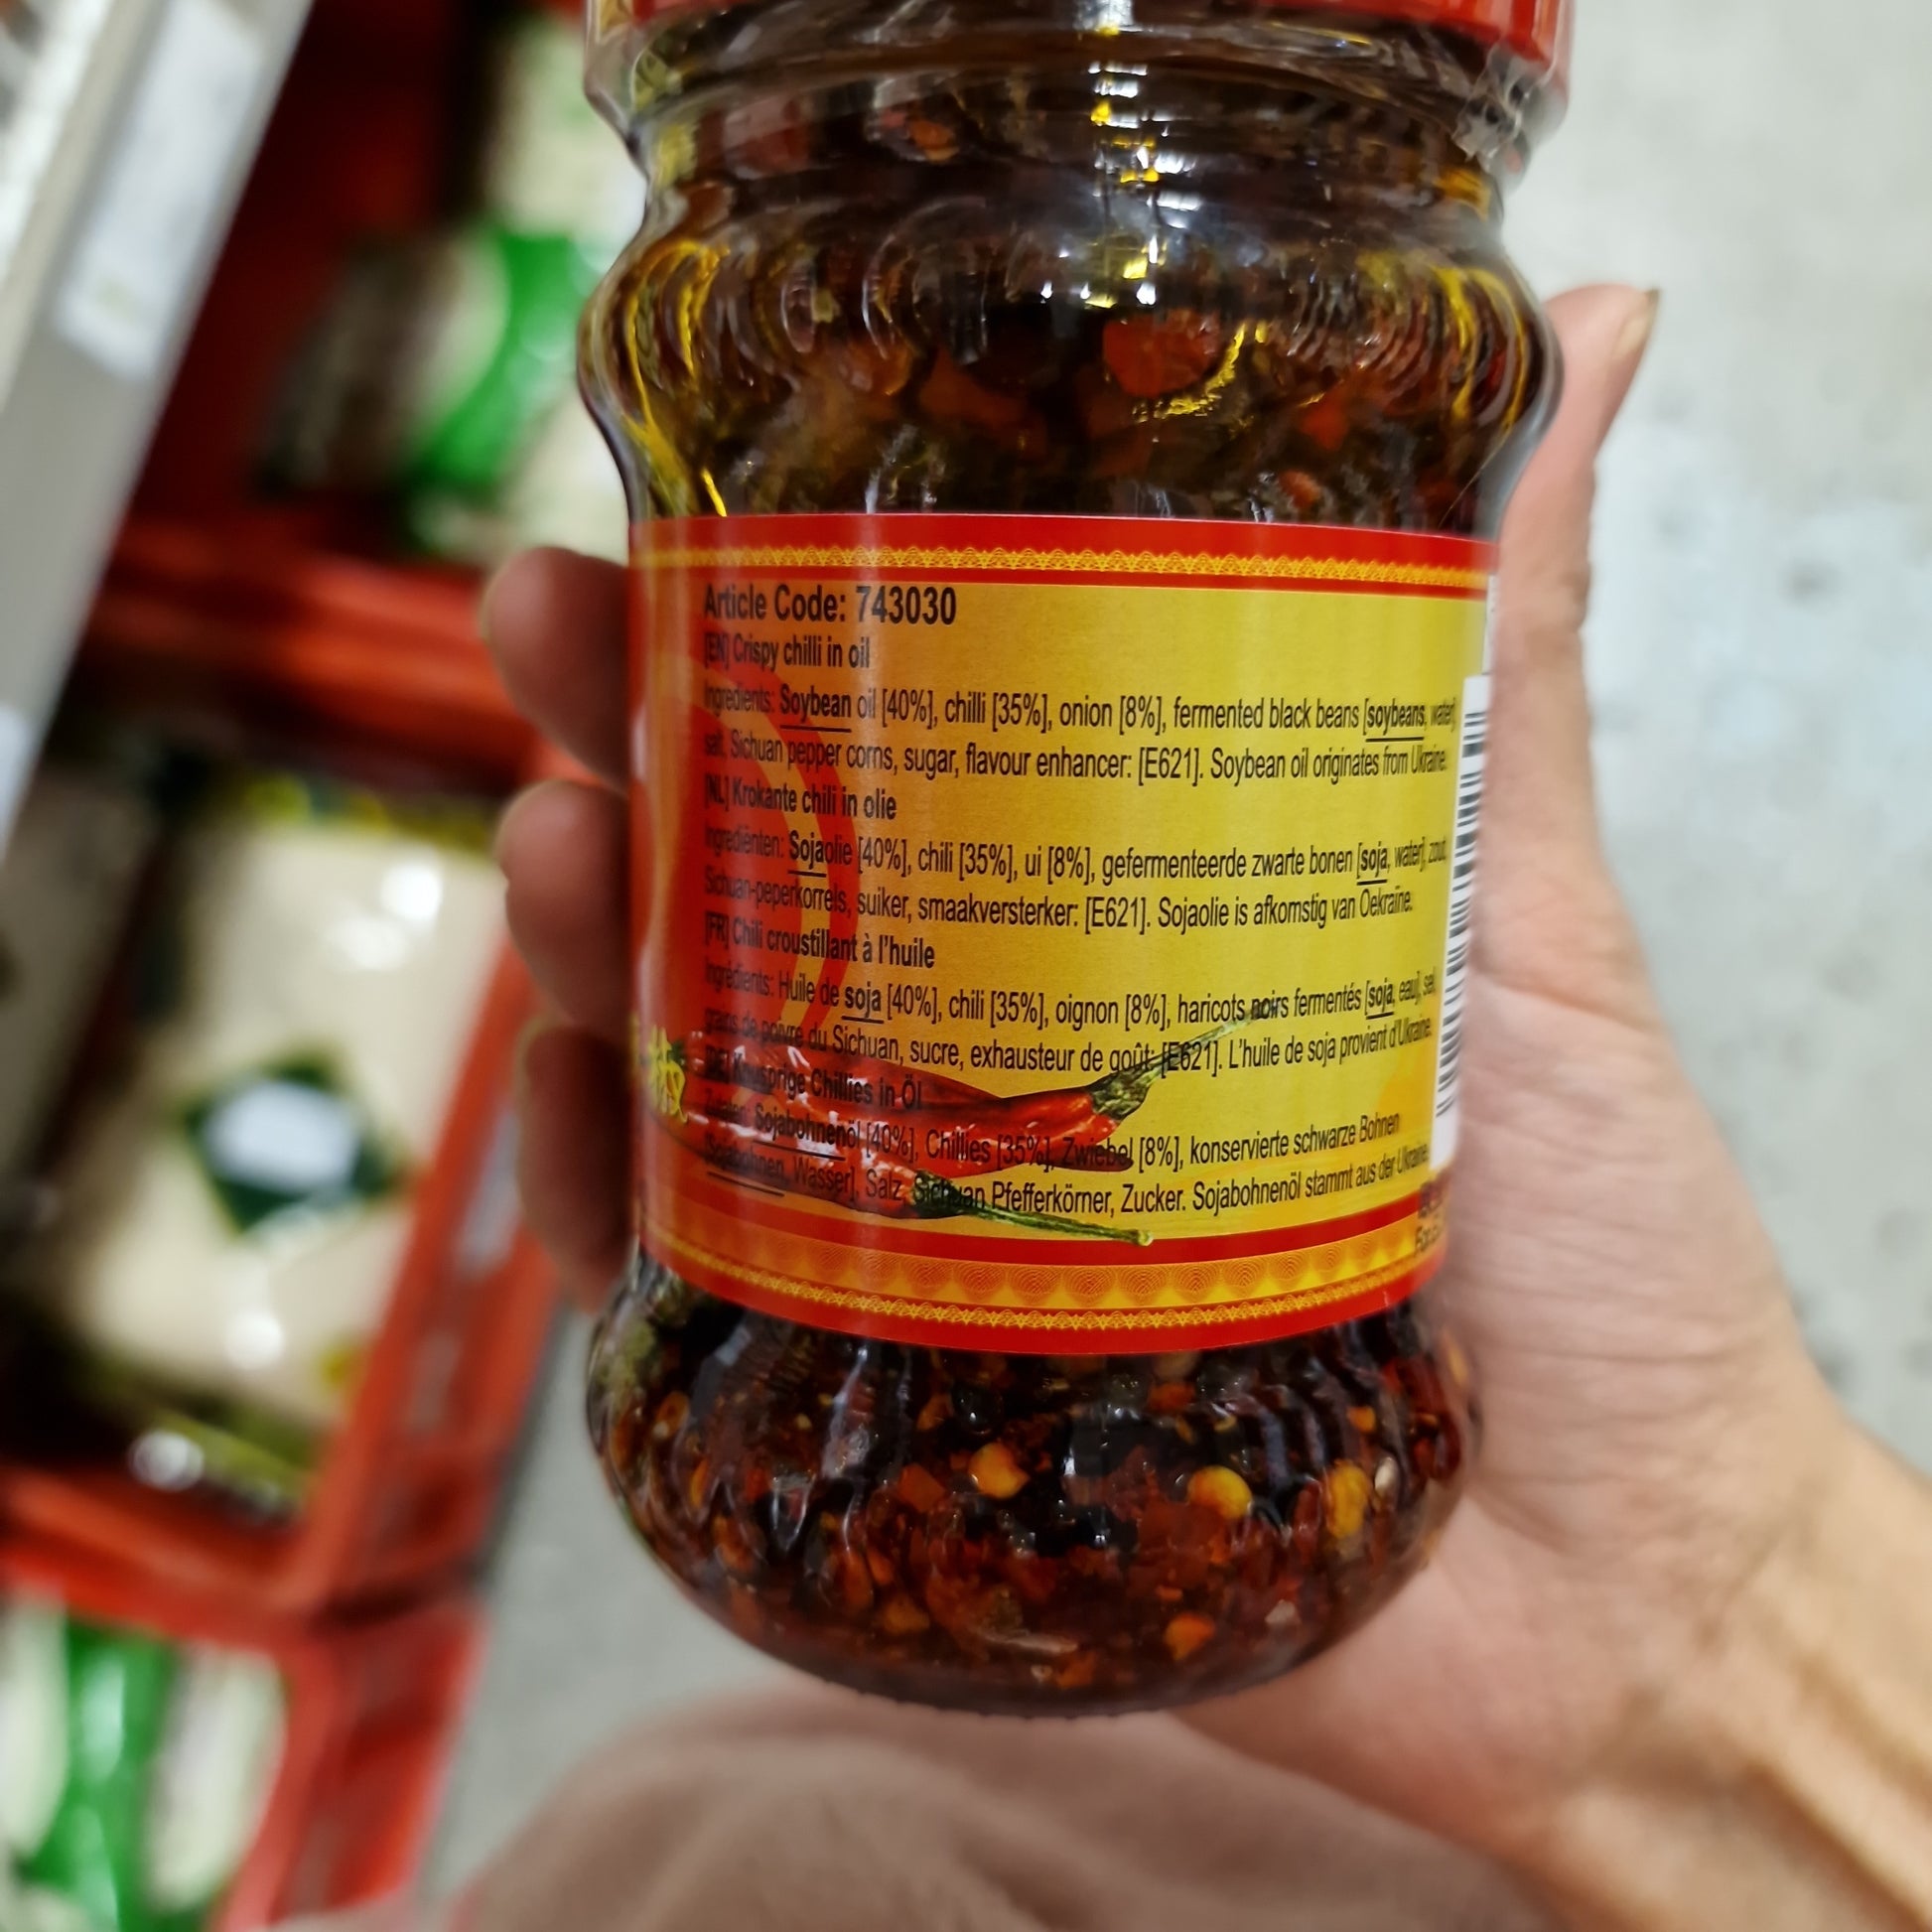 Article Code: 743030
[EN] Crispy chilli in oil
Ingredients: Soybean oil [40%], chilli [35%], onion [8%], fermented black beans [soybeans, water],
salt, Sichuan pepper corns, sugar, flavour enhancer: [E621]. Soybean oil originates from Ukraine.
[NL] Krokante chili in olie
Ingrediënten: Sojaolie [40%], chili [35%], ui [8%], gefermenteerde zwarte bonen [soja, water], zout,
Sichuan-peperkorrels, suiker, smaakversterker: [E621]. Sojaolie is afkomstig van Oekraïne.
[FR] Chili croustillant à l'huile
Ingrédients: Huile de soja [40%], chili [35%], oignon [8%], haricots noirs fermentés [soja, eau], sel,
grains de poivre du Sichuan, sucre, exhausteur de goût: [E621]. L'huile de soja provient d'Ukraine.
[DE] Knusprige Chillies in Öl
Zutaten: Sojabohnenöl [40%], Chillies [35%], Zwiebel [8%], konservierte schwarze Bohnen
[Sojabohnen, Wasser], Salz, Sichuan Pfefferkörner, Zucker. Sojabohnenöl stammt aus der Ukraine.